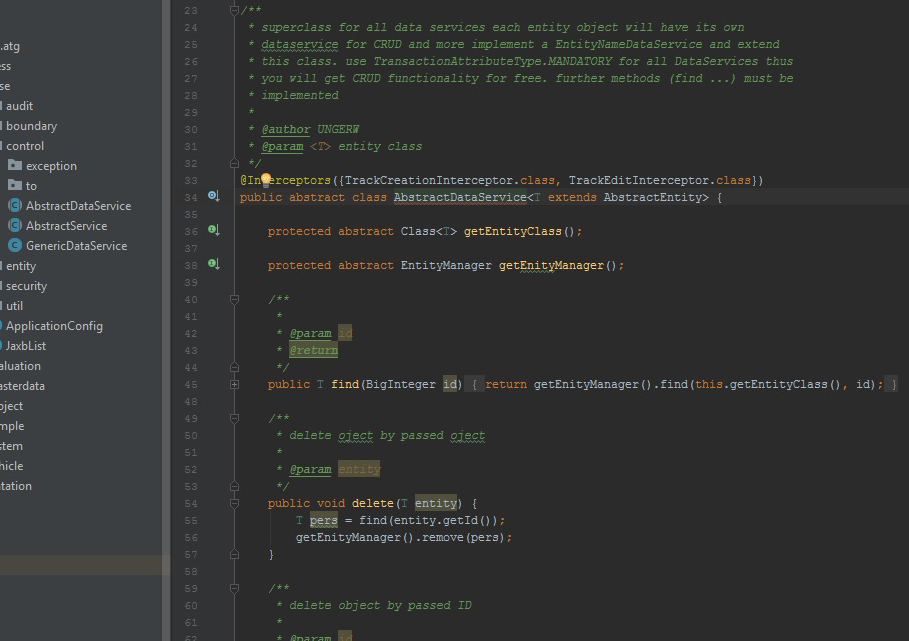 .atg
ess
se
audit
boundary
control
exception
to
AbstractDataService
AbstractService
GenericDataService
entity
security
util
ApplicationConfig
JaxbList
aluation
asterdata
oject
mple
stem
hicle
ntation
23 /**
24 * superclass for all data services each entity object will have its own
25 * dataservice for CRUD and more implement a EntityNameDataService and extend
26 * this class. use TransactionAttributeType.MANDATORY for all DataServices thus
27 * you will get CRUD functionality for free. further methods (find ...) must be
28 * implemented
29 *
30 * @author UNGERW
31 * @param <T> entity class
32 */
33 @Interceptors({TrackCreationInterceptor.class, TrackEditInterceptor.class})
34 public abstract class AbstractDataService<T extends AbstractEntity> {
35
36 protected abstract Class<T> getEntityClass();
37
38 protected abstract EntityManager getEnityManager();
39
40 /**
41 *
42 * @param id
43 * @return
44 */
45 public T find(BigInteger id) { return getEnityManager().find(this.getEntityClass(), id); }
48
49 /**
50 * delete oject by passed oject
51 *
52 * @param entity
53 */
54 public void delete(T entity) {
55 T pers = find(entity.getId());
56 getEnityManager().remove(pers);
57 }
58
59 /**
60 * delete object by passed ID
61 *
62 * @param id